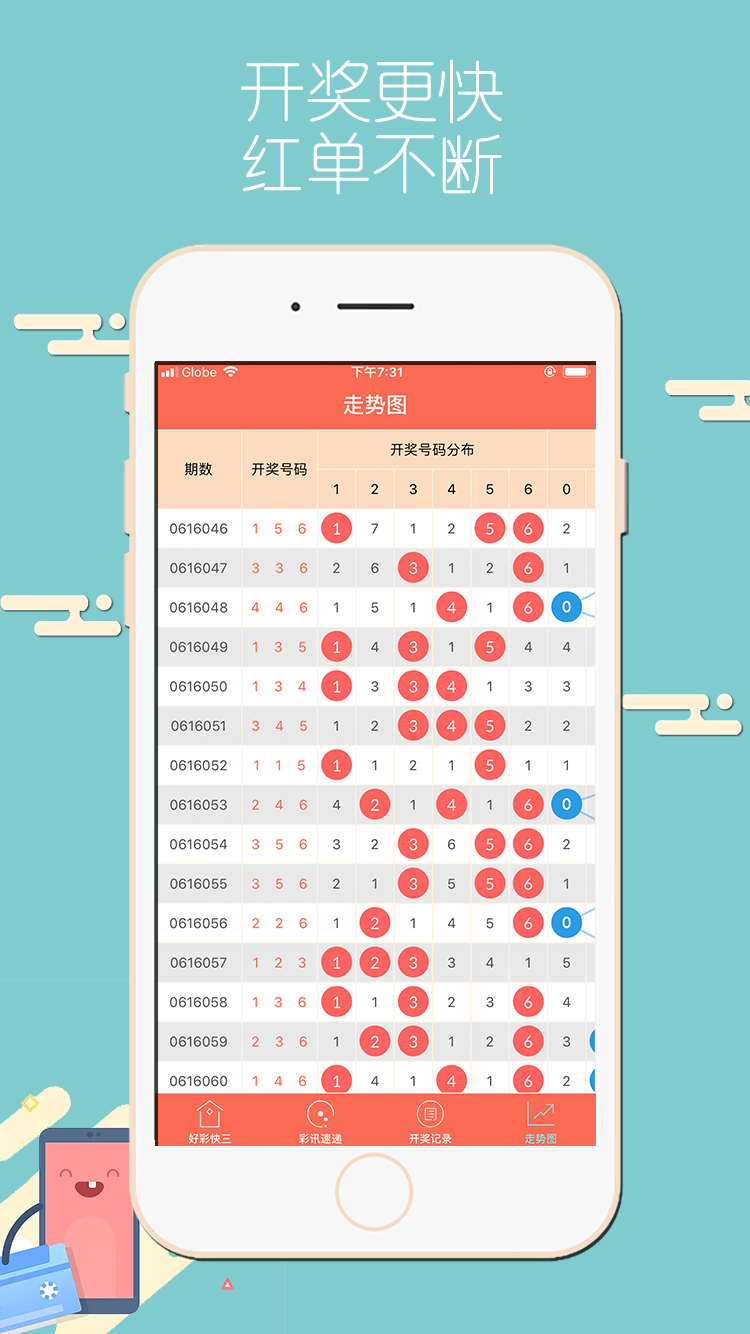 开奖更快
红单不断
Globe 下午7:31
走势图
期数 开奖号码 开奖号码分布
1 2 3 4 5 6 0
0616046 1 5 6 1 7 1 2 5 6 2
0616047 3 3 6 2 6 3 1 2 6 1
0616048 4 4 6 1 5 1 4 1 6 0
0616049 1 3 5 1 4 3 1 5 4 4
0616050 1 3 4 1 3 3 4 1 3 3
0616051 3 4 5 1 2 3 4 5 2 2
0616052 1 1 5 1 1 2 1 5 1 1
0616053 2 4 6 4 2 1 4 1 6 0
0616054 3 5 6 3 2 3 6 5 6 2
0616055 3 5 6 2 1 3 5 5 6 1
0616056 2 2 6 1 2 1 4 5 6 0
0616057 1 2 3 1 2 3 3 4 1 5
0616058 1 3 6 1 1 3 2 3 6 4
0616059 2 3 6 1 2 3 1 2 6 3
0616060 1 4 6 1 4 1 4 1 6 2
好彩快三 彩讯速递 开奖记录 走势图